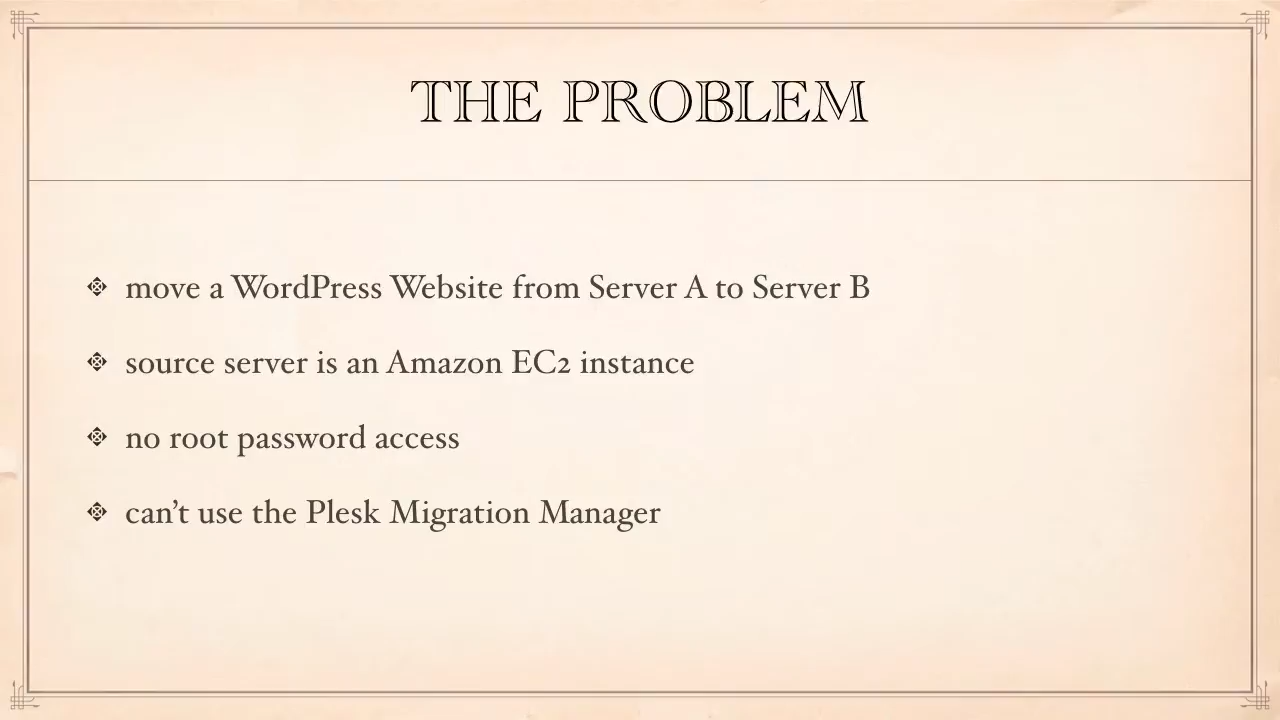 THE PROBLEM
move a WordPress Website from Server A to Server B
source server is an Amazon EC2 instance
no root password access
can’t use the Plesk Migration Manager